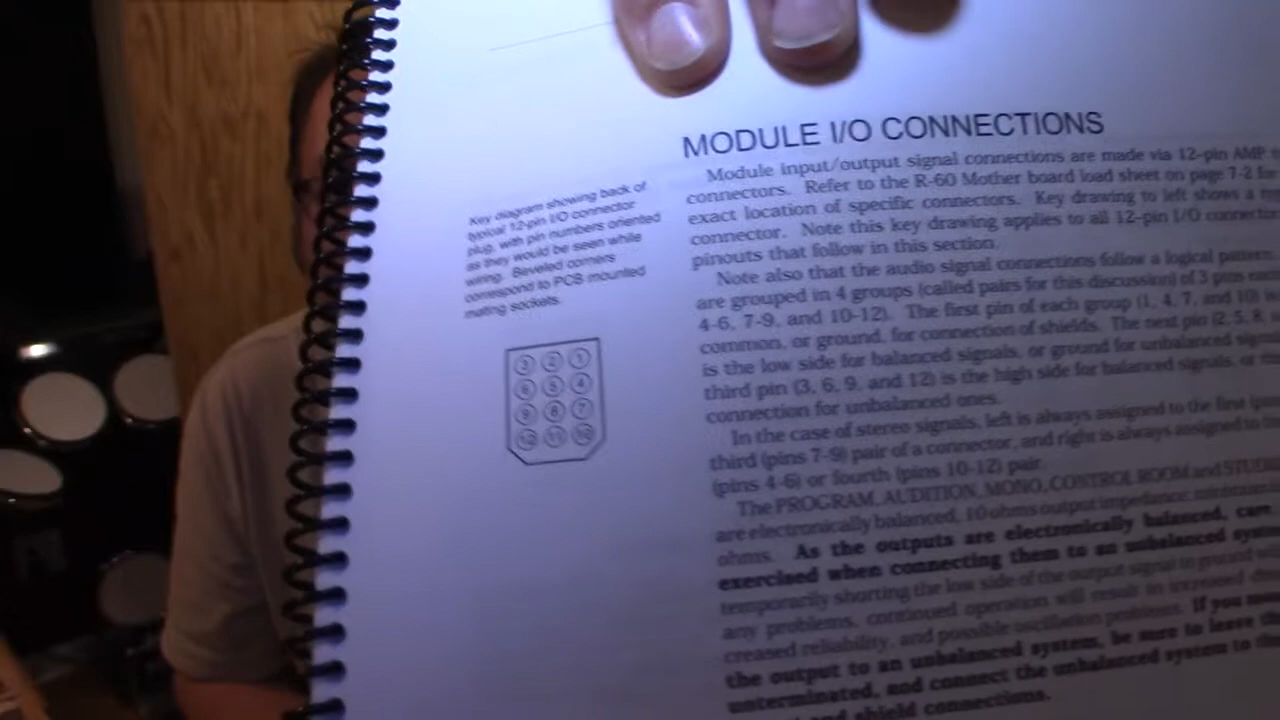 MODULE I/O CONNECTIONS
Key diagram showing back of
typical 12-pin I/O connector
plug, with pin numbers oriented
as they would be seen while
wiring. Beveled corners
correspond to PCB mounted
mating sockets.
3 2 1
6 5 4
9 8 7
12 11 10
Module input/output signal connections are made via 12-pin AMP
connectors. Refer to the R-60 Mother board load sheet on page 7-2 for
exact location of specific connectors. Key drawing to left shows a
connector. Note this key drawing applies to all 12-pin I/O
pinouts that follow in this section.
Note also that the audio signal connections follow a logical pattern,
are grouped in 4 groups (called pairs for this discussion) of 3 pins
4-6, 7-9, and 10-12). The first pin of each group (1, 4, 7, and 10)
common, or ground, for connection of shields. The next pin (2, 5, 8,
is the low side for balanced signals, or ground for unbalanced
third pin (3, 6, 9, and 12) is the high side for balanced signals, or
connection for unbalanced ones.
In the case of stereo signals, left is always assigned to the first
third (pins 7-9) pair of a connector, and right is always assigned to
(pins 4-6) or fourth (pins 10-12) pair.
The PROGRAM, AUDITION, MONO, CONTROL ROOM and
are electronically balanced, 10 ohms output impedance,
ohms. As the outputs are electronically balanced,
exercised when connecting them to an unbalanced
temporarily shorting the low side of the output signal to ground
any problems, continued operation will result in increased
creased reliability, and possible oscillation problems. If you
the output to an unbalanced system, be sure to leave
unterminated, and connect the unbalanced system to
and shield connections.